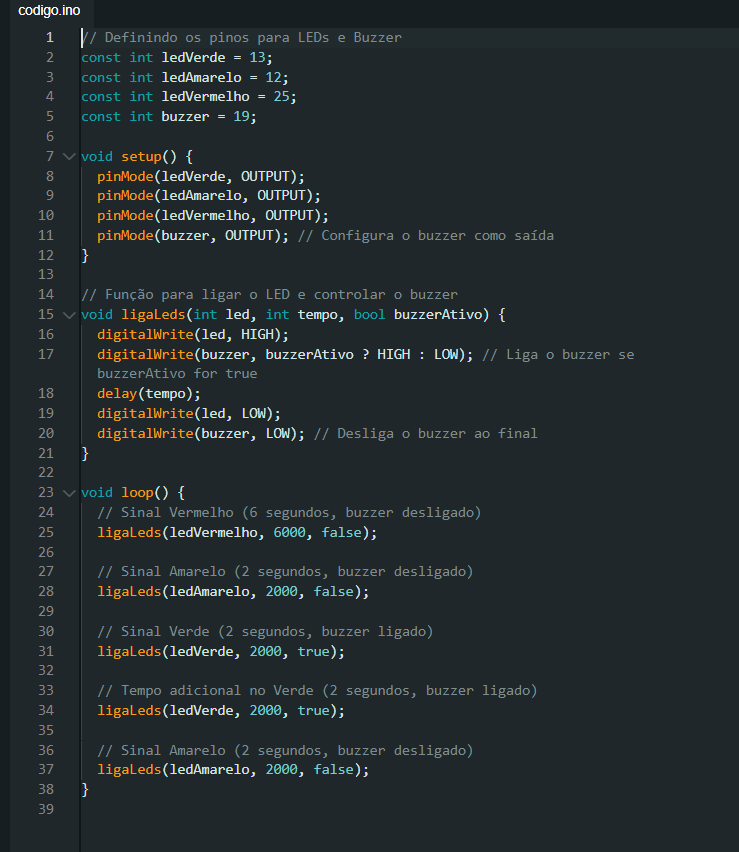 codigo.ino
1 // Definindo os pinos para LEDs e Buzzer
2 const int ledVerde = 13;
3 const int ledAmarelo = 12;
4 const int ledVermelho = 25;
5 const int buzzer = 19;
6
7 void setup() {
8 pinMode(ledVerde, OUTPUT);
9 pinMode(ledAmarelo, OUTPUT);
10 pinMode(ledVermelho, OUTPUT);
11 pinMode(buzzer, OUTPUT); // Configura o buzzer como saída
12 }
13
14 // Função para ligar o LED e controlar o buzzer
15 void ligaLeds(int led, int tempo, bool buzzerAtivo) {
16 digitalWrite(led, HIGH);
17 digitalWrite(buzzer, buzzerAtivo ? HIGH : LOW); // Liga o buzzer se
buzzerAtivo for true
18 delay(tempo);
19 digitalWrite(led, LOW);
20 digitalWrite(buzzer, LOW); // Desliga o buzzer ao final
21 }
22
23 void loop() {
24 // Sinal Vermelho (6 segundos, buzzer desligado)
25 ligaLeds(ledVermelho, 6000, false);
26
27 // Sinal Amarelo (2 segundos, buzzer desligado)
28 ligaLeds(ledAmarelo, 2000, false);
29
30 // Sinal Verde (2 segundos, buzzer ligado)
31 ligaLeds(ledVerde, 2000, true);
32
33 // Tempo adicional no Verde (2 segundos, buzzer ligado)
34 ligaLeds(ledVerde, 2000, true);
35
36 // Sinal Amarelo (2 segundos, buzzer desligado)
37 ligaLeds(ledAmarelo, 2000, false);
38 }
39